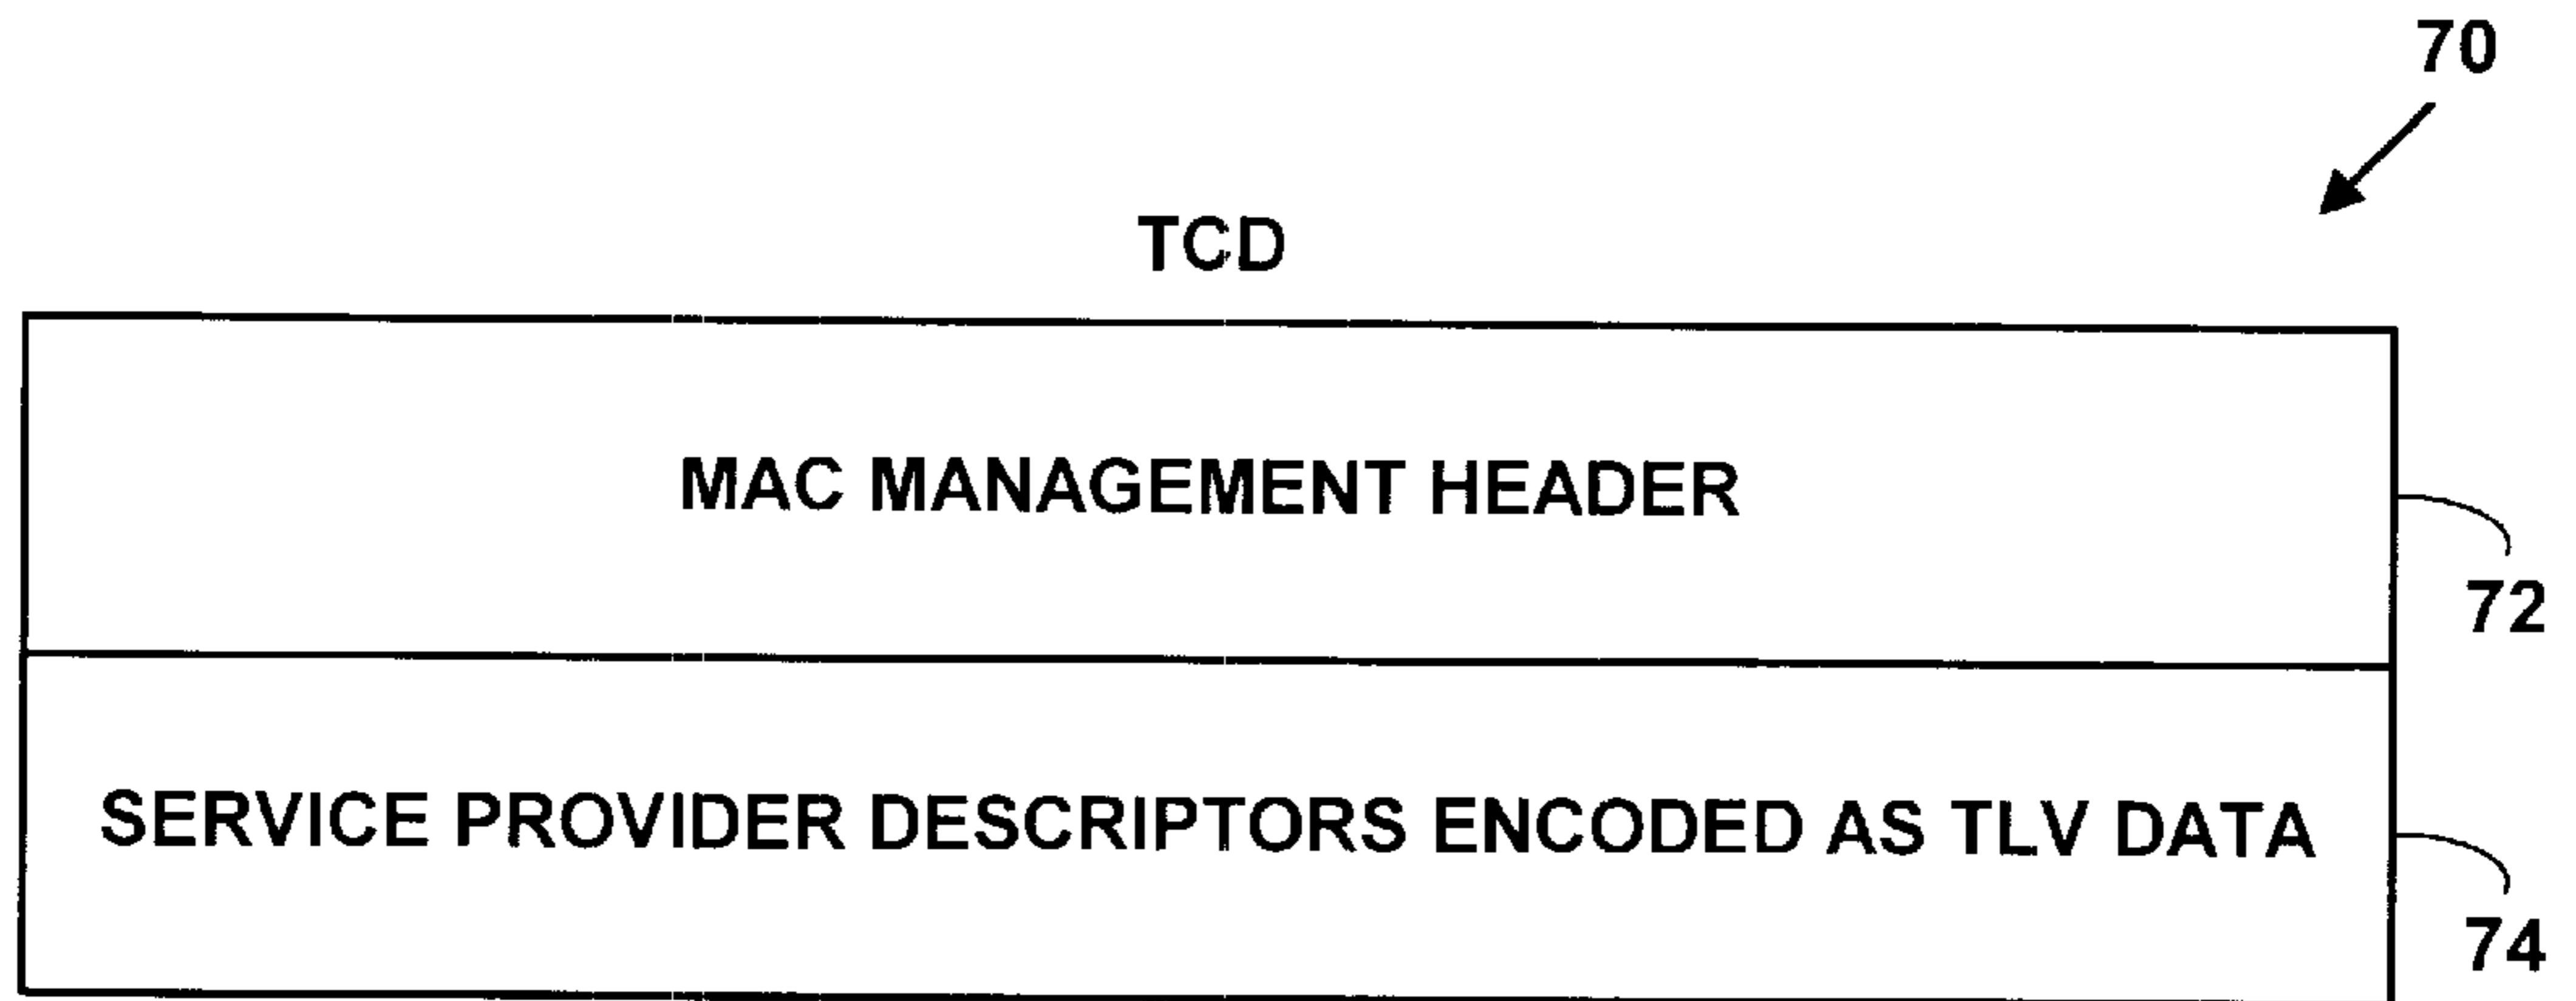 70
TCD
MAC MANAGEMENT HEADER
72
SERVICE PROVIDER DESCRIPTORS ENCODED AS TLV DATA
74